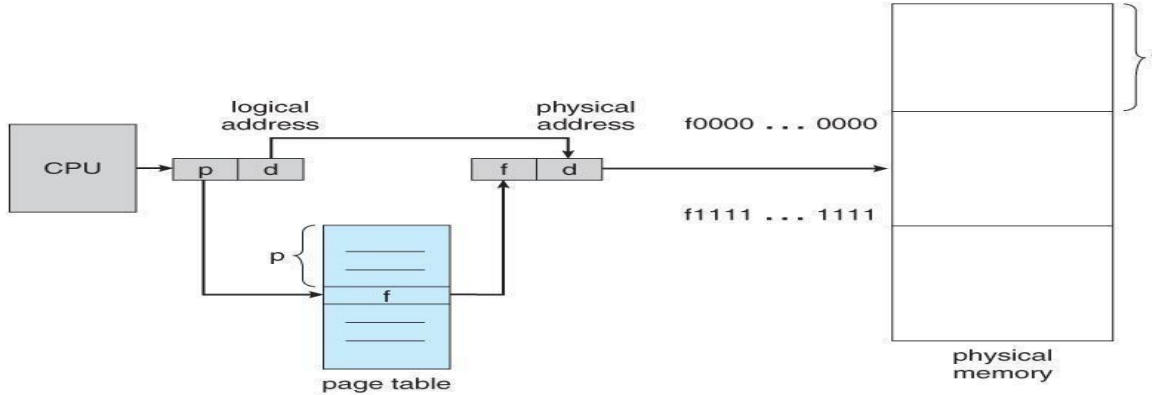 logical
address
physical
address
f0000 ... 0000
CPU
p d
f d
f1111 ... 1111
p
f
page table
physical
memory